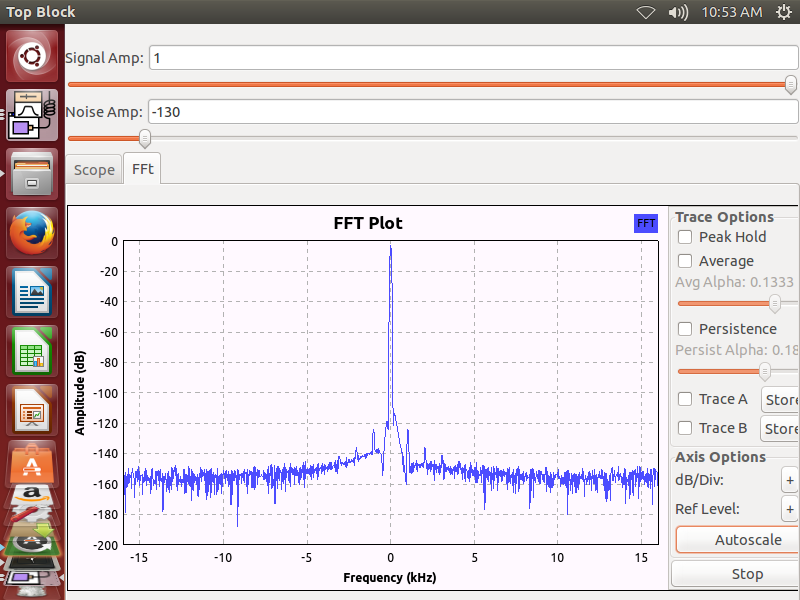 Top Block
10:53 AM
Signal Amp: 1
Noise Amp: -130
Scope FFt
FFT Plot
FFT
Amplitude (dB)
0
-20
-40
-60
-80
-100
-120
-140
-160
-180
-200
-15 -10 -5 0 5 10 15
Frequency (kHz)
Trace Options
Peak Hold
Average
Avg Alpha: 0.1333
Persistence
Persist Alpha: 0.18
Trace A Store
Trace B Store
Axis Options
dB/Div: +
Ref Level: +
Autoscale
Stop